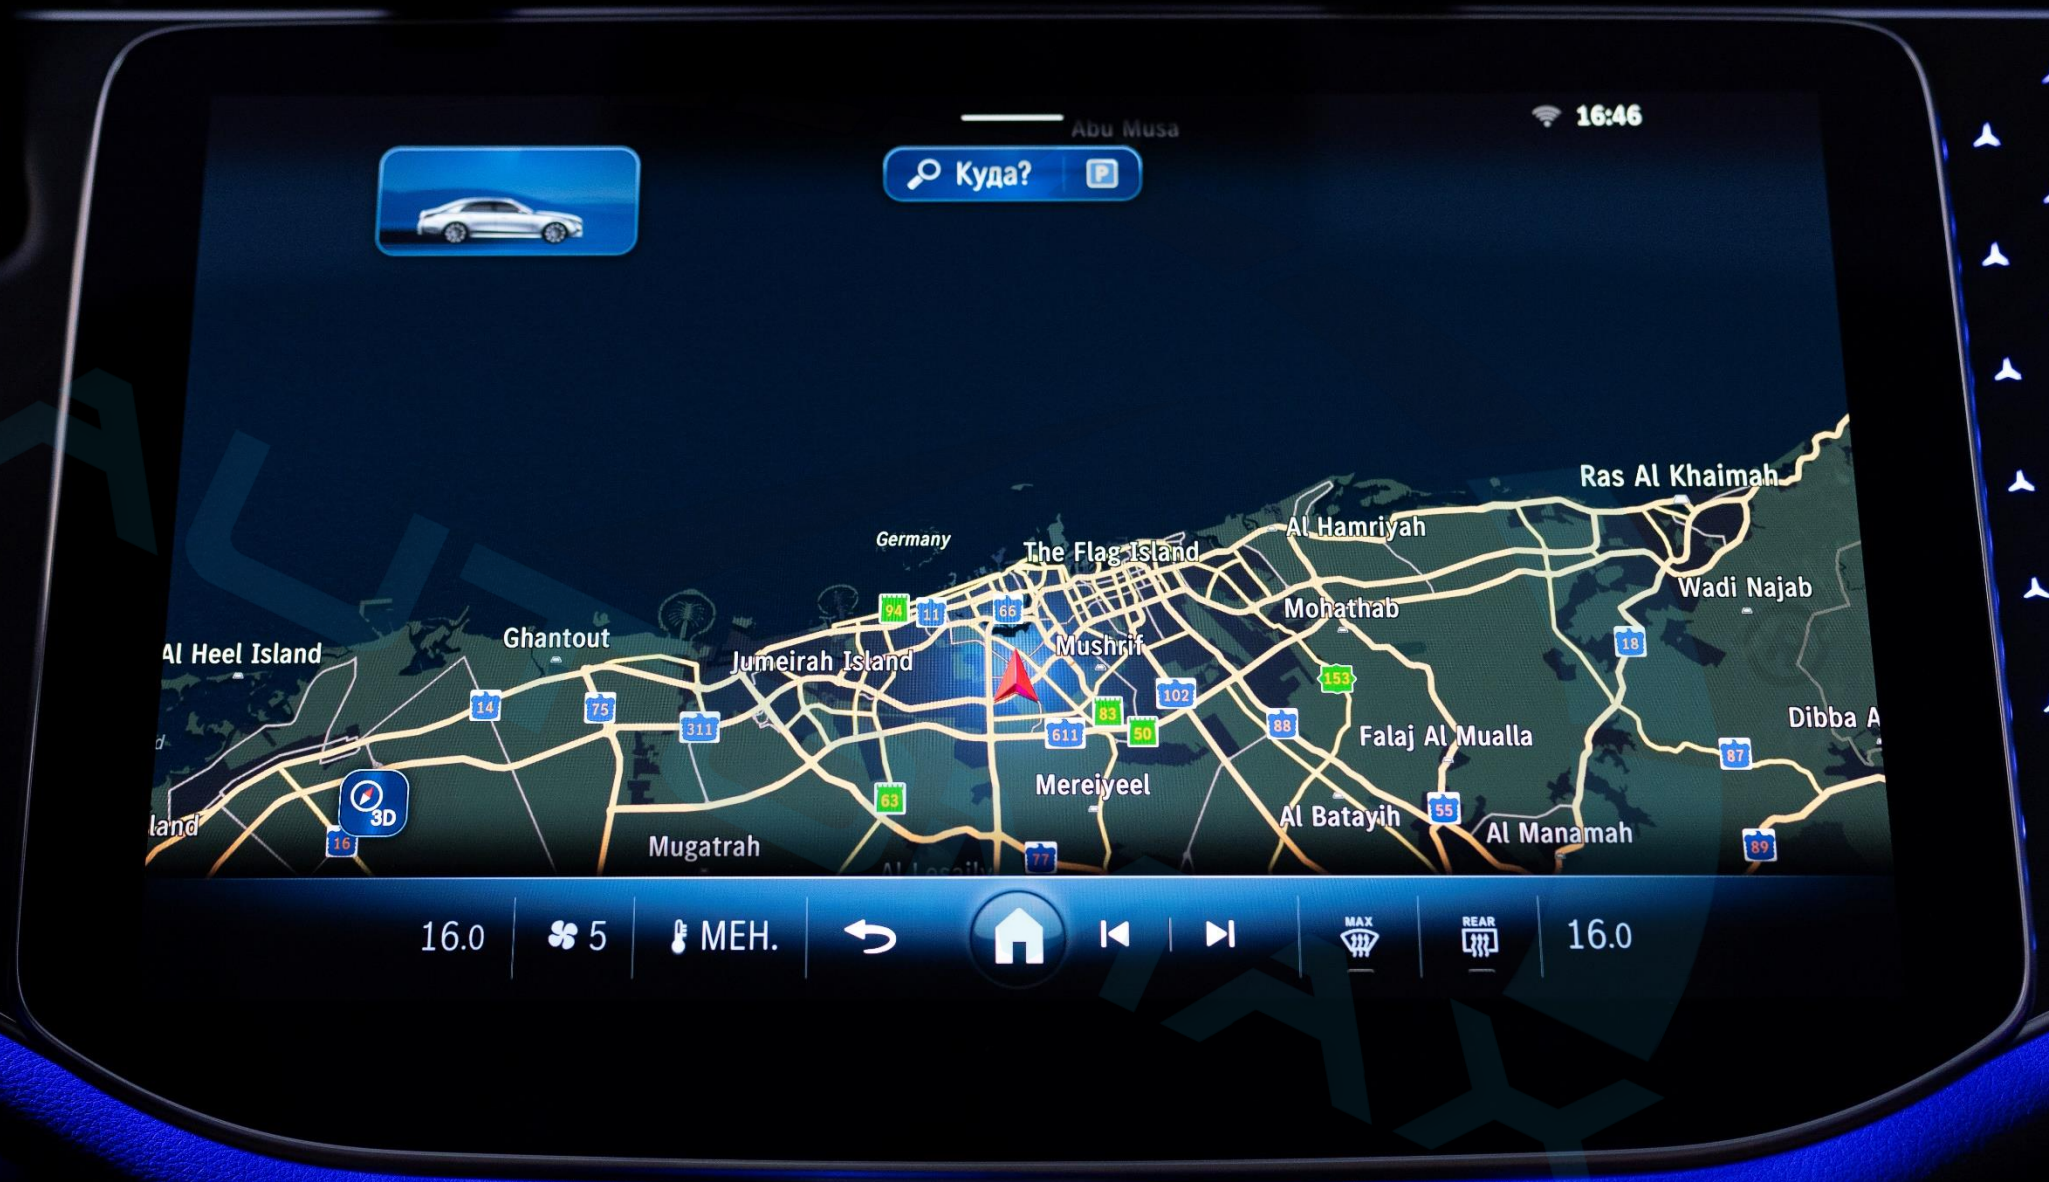 16:46
Abu Musa
Куда? P
Ras Al Khaimah
Al Hamriyah
Germany
The Flag Island
Wadi Najab
94 11 66
Mohathab
Ghantout
18
Al Heel Island
Jumeirah Island
Mushrif
153
14 75
102
311
83
611 50
88
Falaj Al Mualla
Dibba A
87
Mereiyeel
63
3D
55
Al Batayih
land
Al Manamah
16
Mugatrah
89
77
16.0 5 МЕН. MAX REAR 16.0